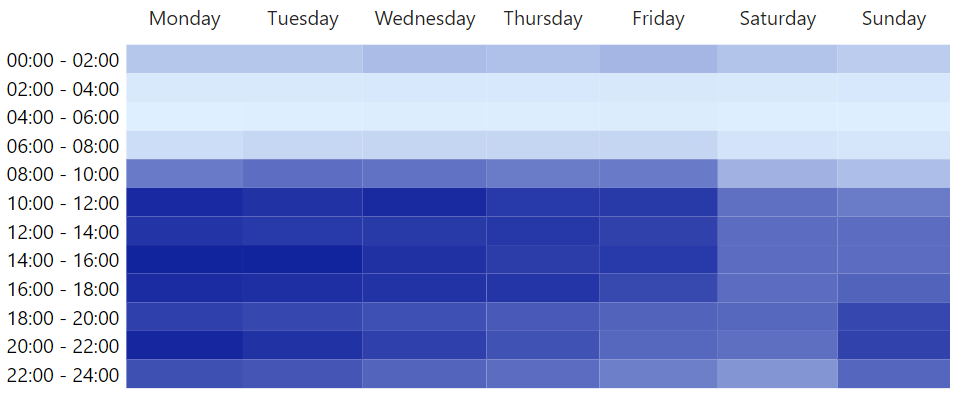 Monday Tuesday Wednesday Thursday Friday Saturday Sunday
00:00 - 02:00
02:00 - 04:00
04:00 - 06:00
06:00 - 08:00
08:00 - 10:00
10:00 - 12:00
12:00 - 14:00
14:00 - 16:00
16:00 - 18:00
18:00 - 20:00
20:00 - 22:00
22:00 - 24:00